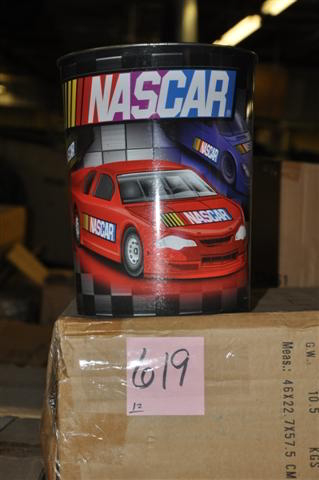 NASCAR
NASCAR
NASCAR
NASCAR
619
12
G.W.: 10.5 KGS
Meas.: 46X22.7X57.5 CM